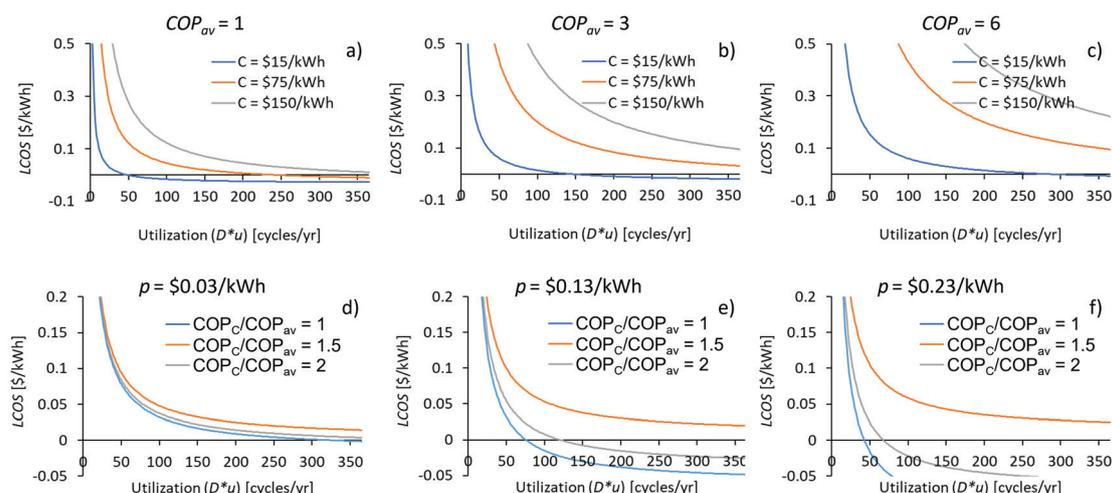 COPav = 1
a)
0.5
0.3
0.1
-0.1
LCOS [$/kWh]
C = $15/kWh
C = $75/kWh
C = $150/kWh
0 50 100 150 200 250 300 350
Utilization (D*u) [cycles/yr]
COPav = 3
b)
0.5
0.3
0.1
-0.1
LCOS [$/kWh]
C = $15/kWh
C = $75/kWh
C = $150/kWh
0 50 100 150 200 250 300 350
Utilization (D*u) [cycles/yr]
COPav = 6
c)
0.5
0.3
0.1
-0.1
LCOS [$/kWh]
C = $15/kWh
C = $75/kWh
C = $150/kWh
0 50 100 150 200 250 300 350
Utilization (D*u) [cycles/yr]
p = $0.03/kWh
d)
0.2
0.15
0.1
0.05
0
-0.05
LCOS [$/kWh]
COPC/COPav = 1
COPC/COPav = 1.5
COPC/COPav = 2
0 50 100 150 200 250 300 350
Utilization (D*u) [cycles/yr]
p = $0.13/kWh
e)
0.2
0.15
0.1
0.05
0
-0.05
LCOS [$/kWh]
COPC/COPav = 1
COPC/COPav = 1.5
COPC/COPav = 2
0 50 100 150 200 250 300 350
Utilization (D*u) [cycles/yr]
p = $0.23/kWh
f)
0.2
0.15
0.1
0.05
0
-0.05
LCOS [$/kWh]
COPC/COPav = 1
COPC/COPav = 1.5
COPC/COPav = 2
0 50 100 150 200 250 300 350
Utilization (D*u) [cycles/yr]